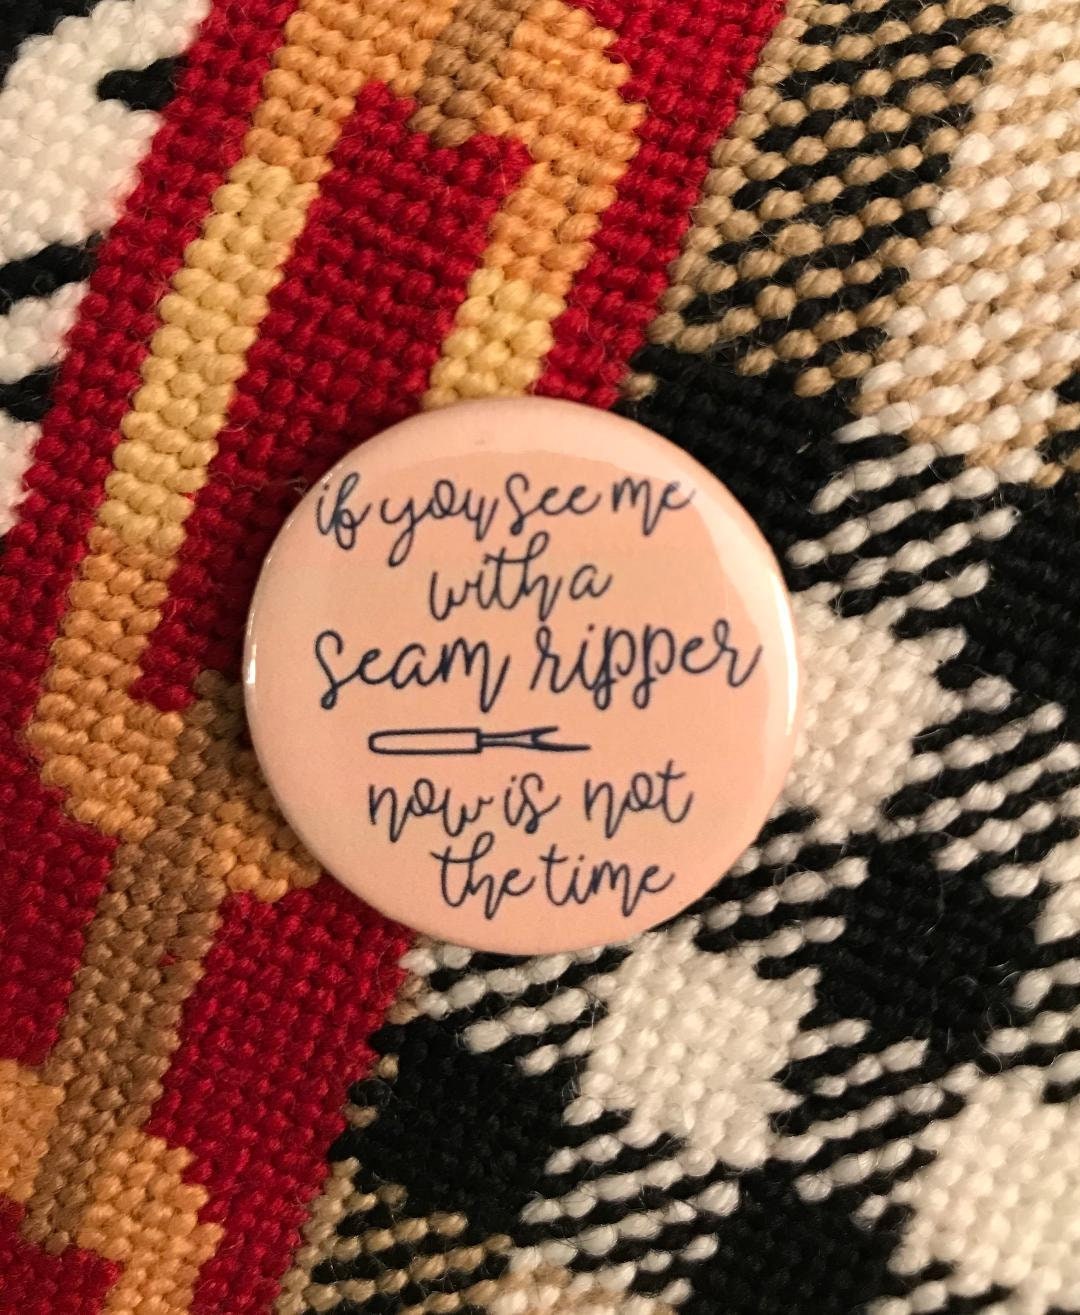 if you see me
with a
seam ripper
now is not
the time